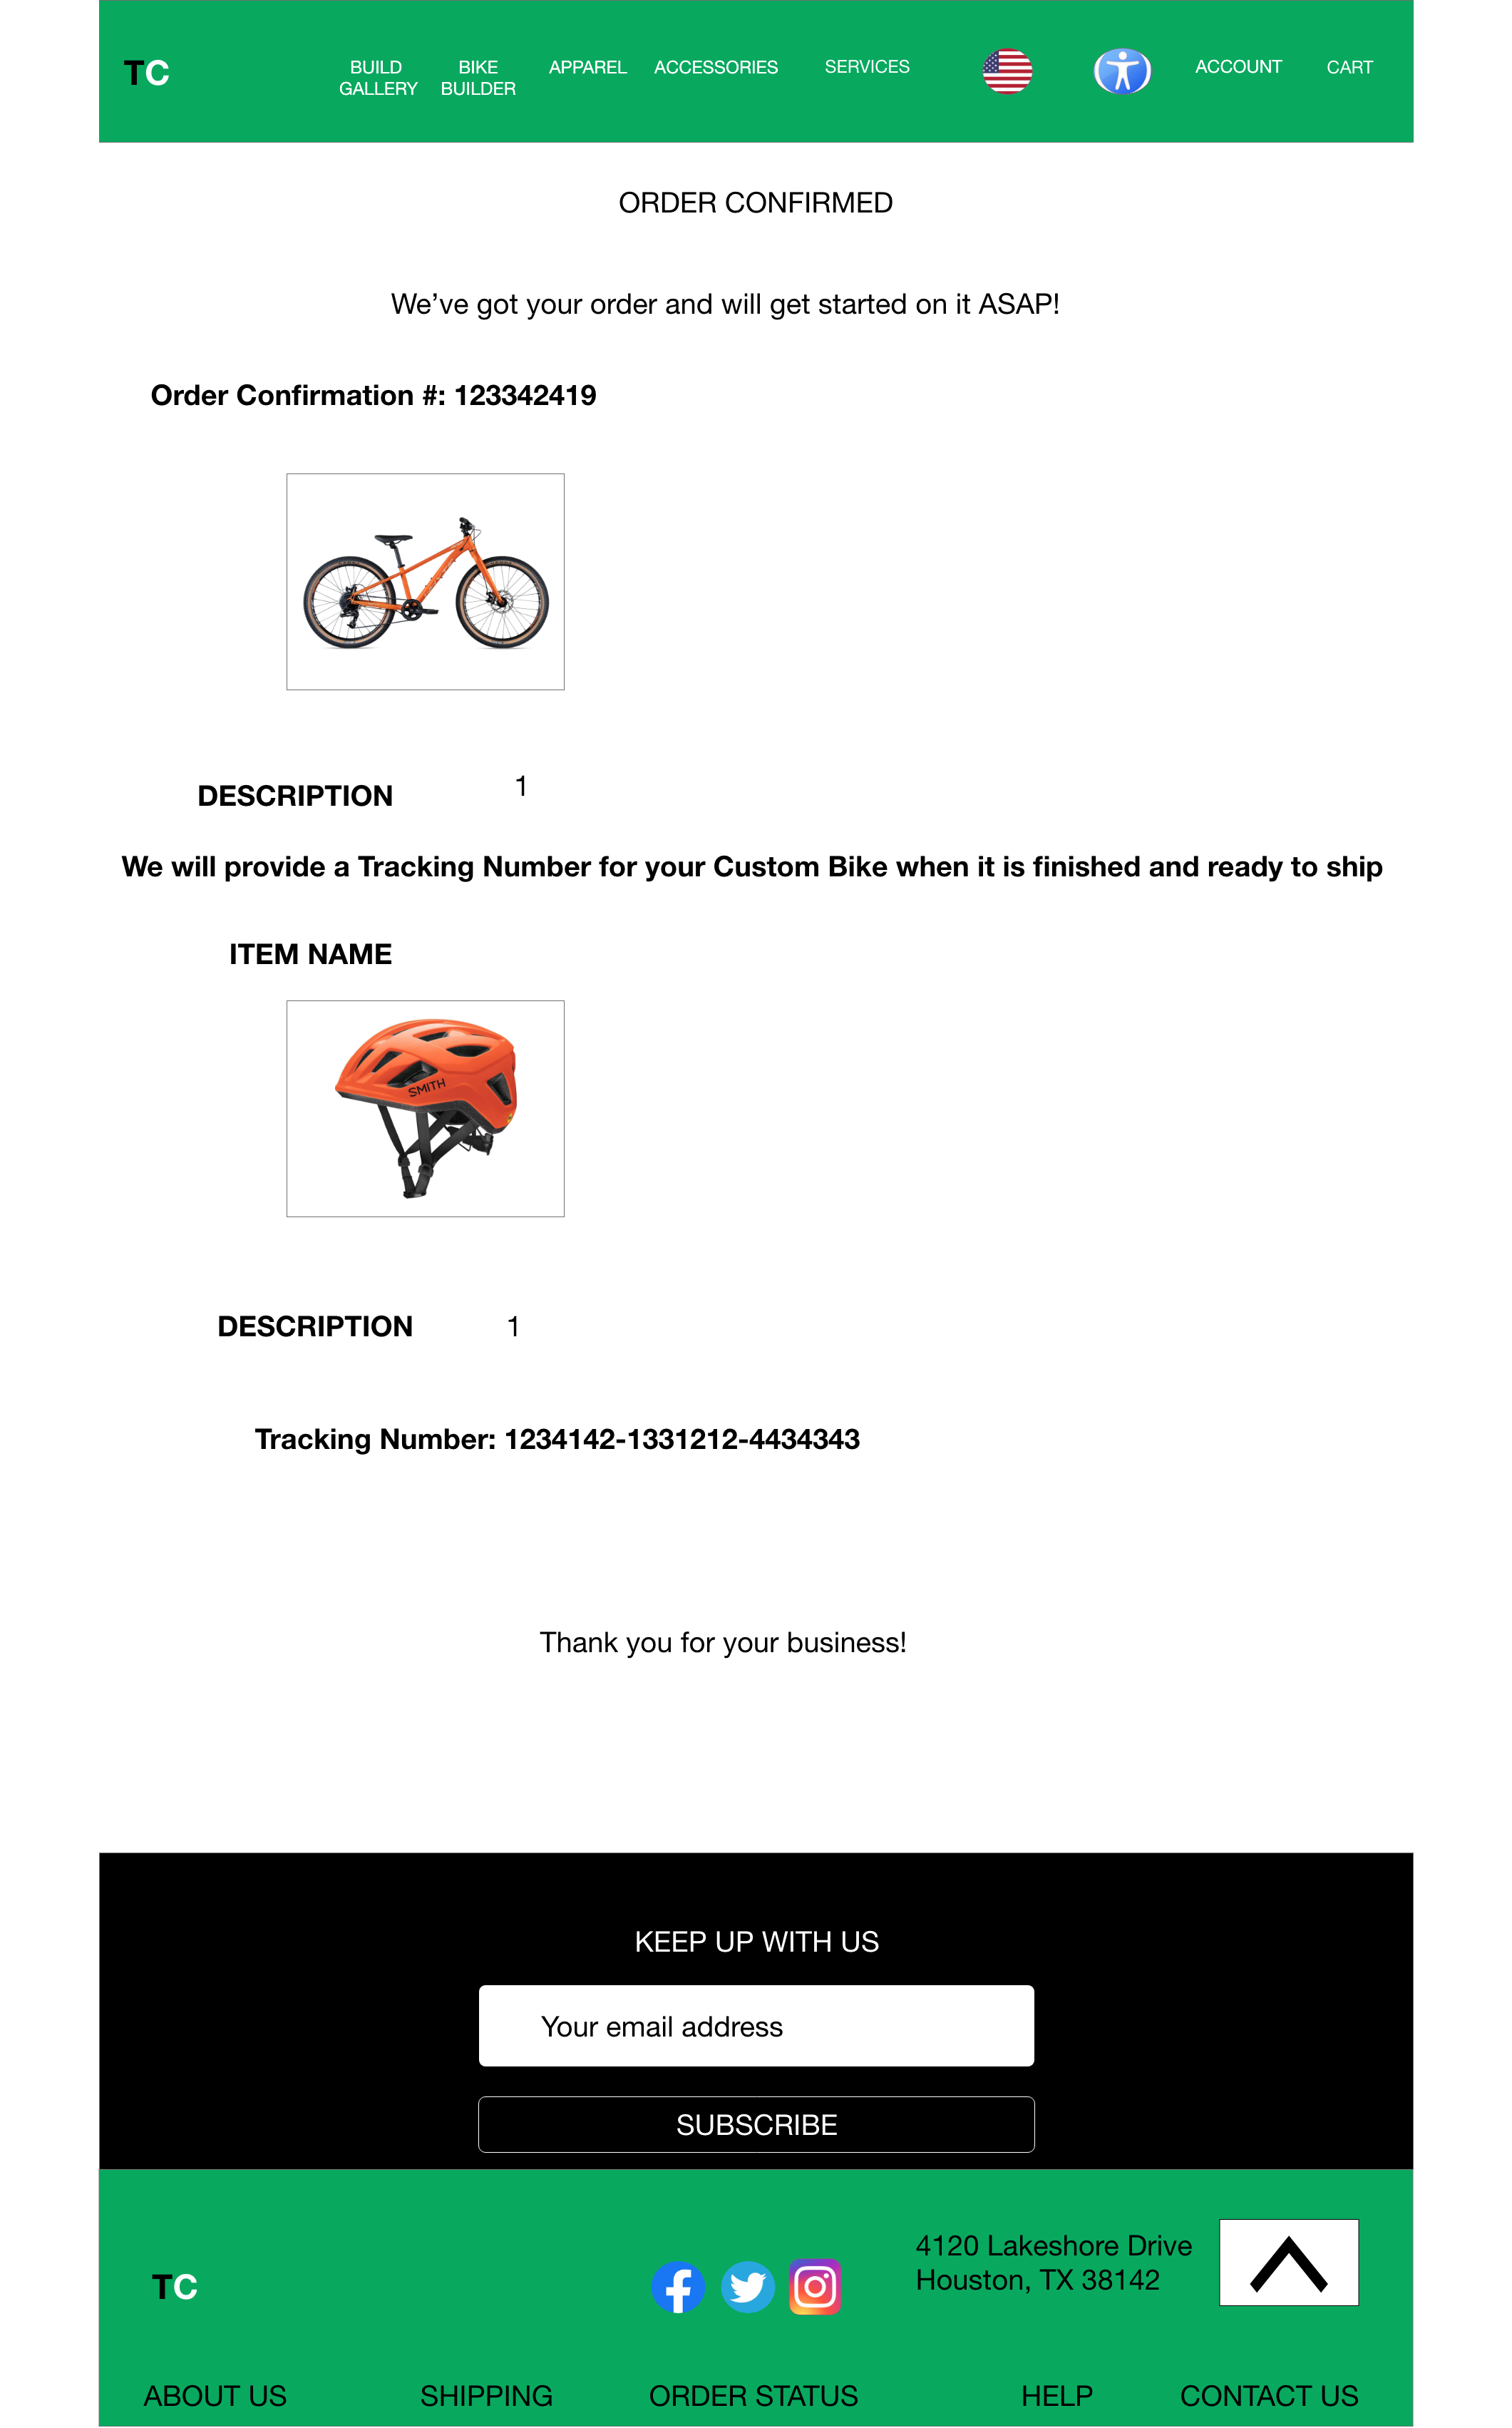 TC
BUILD GALLERY
BIKE BUILDER
APPAREL
ACCESSORIES
SERVICES
ACCOUNT
CART
ORDER CONFIRMED
We’ve got your order and will get started on it ASAP!
Order Confirmation #: 123342419
DESCRIPTION 1
We will provide a Tracking Number for your Custom Bike when it is finished and ready to ship
ITEM NAME
SMITH
DESCRIPTION 1
Tracking Number: 1234142-1331212-4434343
Thank you for your business!
KEEP UP WITH US
Your email address
SUBSCRIBE
TC
4120 Lakeshore Drive
Houston, TX 38142
ABOUT US
SHIPPING
ORDER STATUS
HELP
CONTACT US